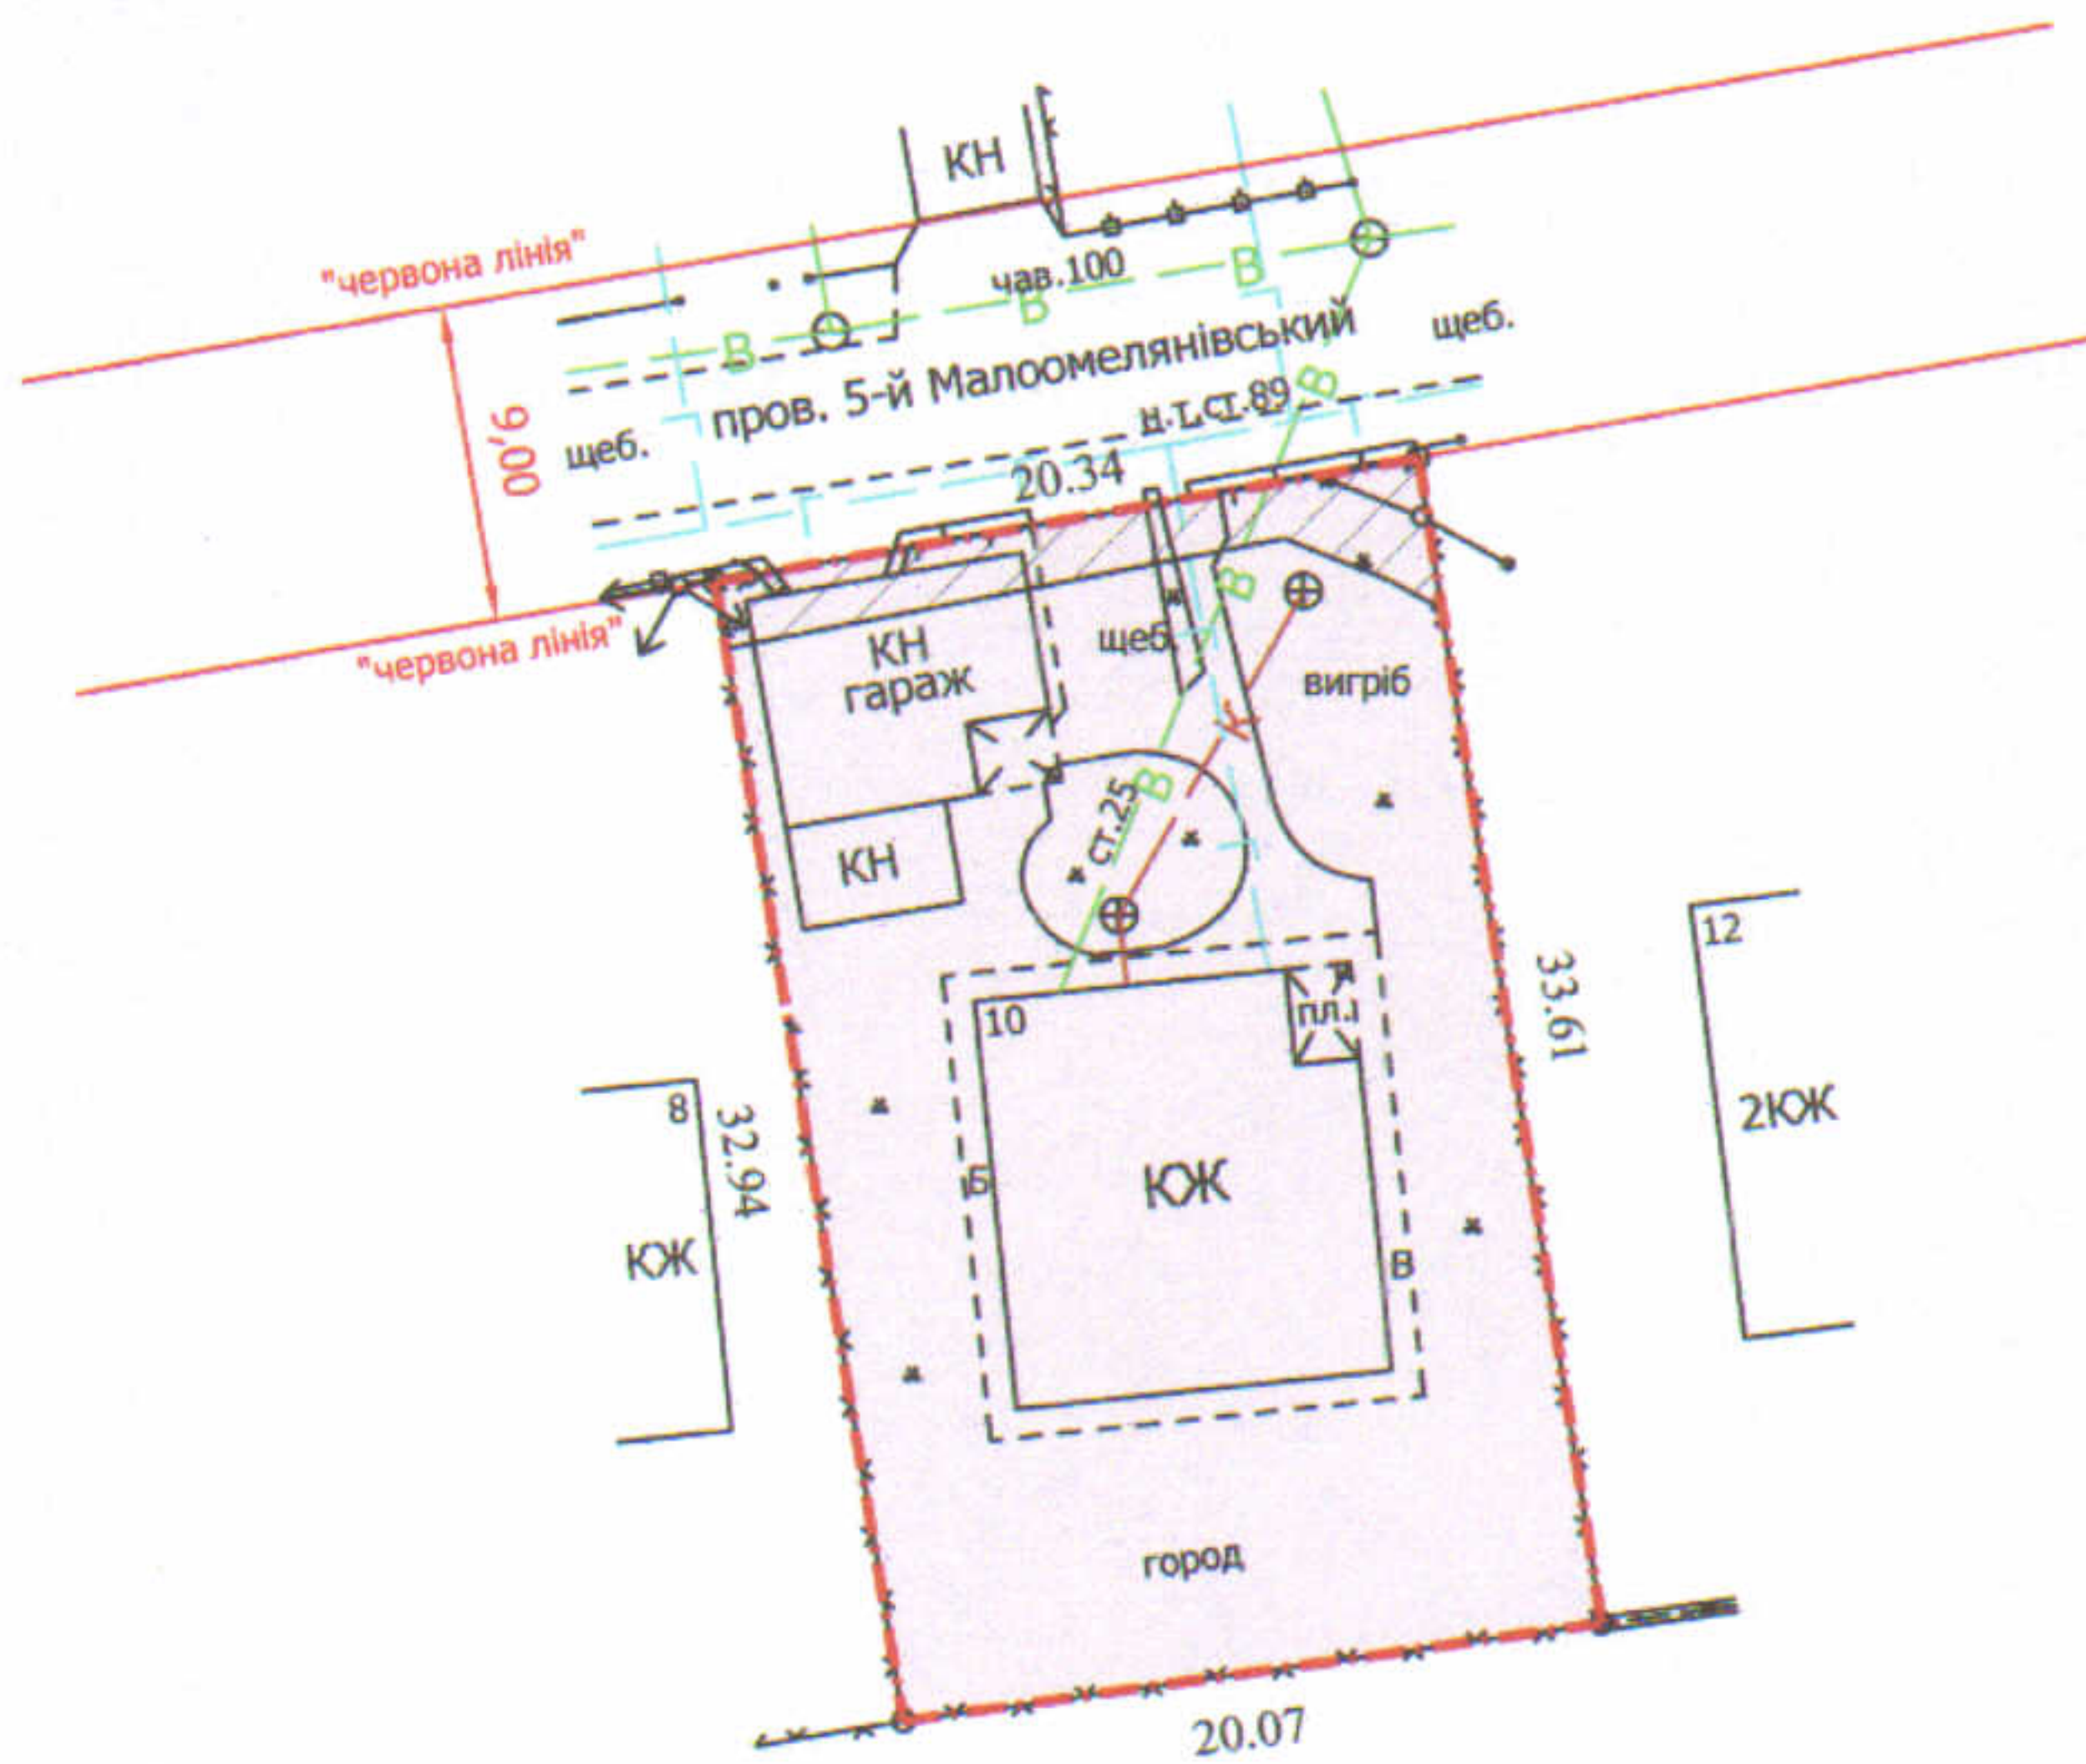 КН
"червона лінія"
чав.100
В
В
В
щеб.
пров. 5-й Малоомелянівський
9,00
щеб.
н.т.ст.89
В
20.34
"червона лінія"
КН
гараж
щеб.
В
вигріб
К
ст.25
В
КН
12
2КЖ
33.61
10
пл.
8
КЖ
32.94
Б
КЖ
В
город
20.07